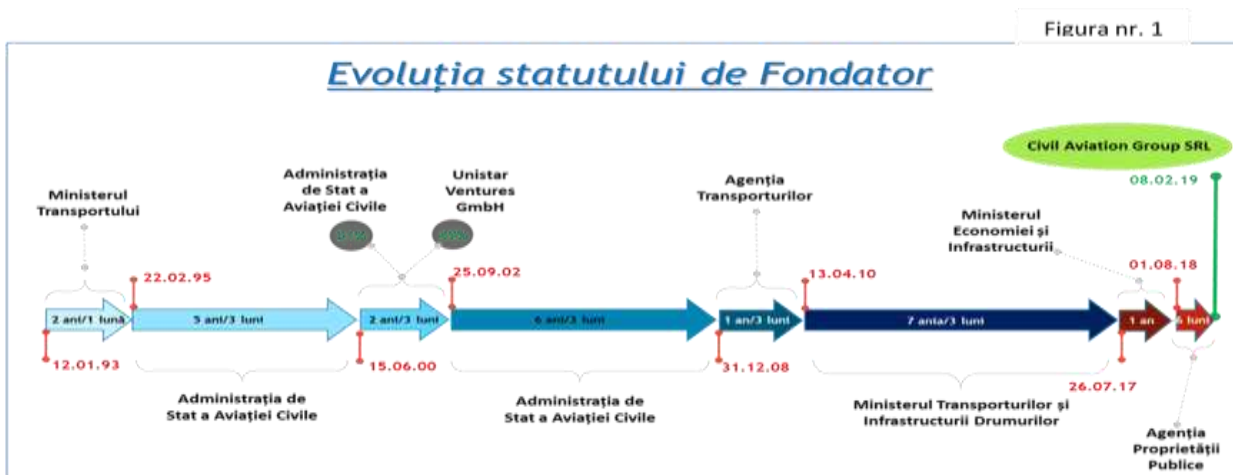 Figura nr. 1
Evoluția statutului de Fondator
Civil Aviation Group SRL
08.02.19
Administrația
de Stat a
Aviației Civile
Unistar
Ventures
GmbH
Agenția
Transporturilor
Ministerul
Transportului
Ministerul
Economiei și
Infrastructurii
22.02.95
25.09.02
13.04.10
01.08.18
2 ani/1 lună
5 ani/3 luni
2 ani/3 luni
6 ani/3 luni
1 an/3 luni
7 ania/3 luni
1 an
6 luni
12.01.93
15.06.00
31.12.08
26.07.17
Administrația de
Stat a Aviației Civile
Administrația de
Stat a Aviației Civile
Ministerul Transporturilor și
Infrastructurii Drumurilor
Agenția
Proprietății
Publice